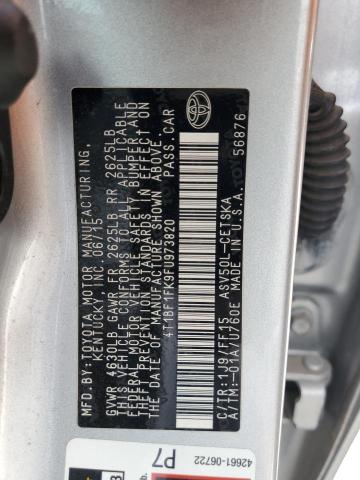 MFD.BY:TOYOTA MOTOR MANUFACTURING,
KENTUCKY,INC. 06/15
GVWR 4630LB GAWR FR 2625LB RR 2625LB
THIS VEHICLE CONFORMS TO ALL APPLICABLE
FEDERAL MOTOR VEHICLE SAFETY,BUMPER,AND
THEFT PREVENTION STANDARDS IN EFFECT ON
THE DATE OF MANUFACTURE SHOWN ABOVE.
4T1BF1FK9FU973820 PASS.CAR
C/TR:1J9/FF15 ASV50L-CETSKA
A/TM:-01A/U760E MADE IN U.S.A.
56876
TOYOTA
42661-06722
P7